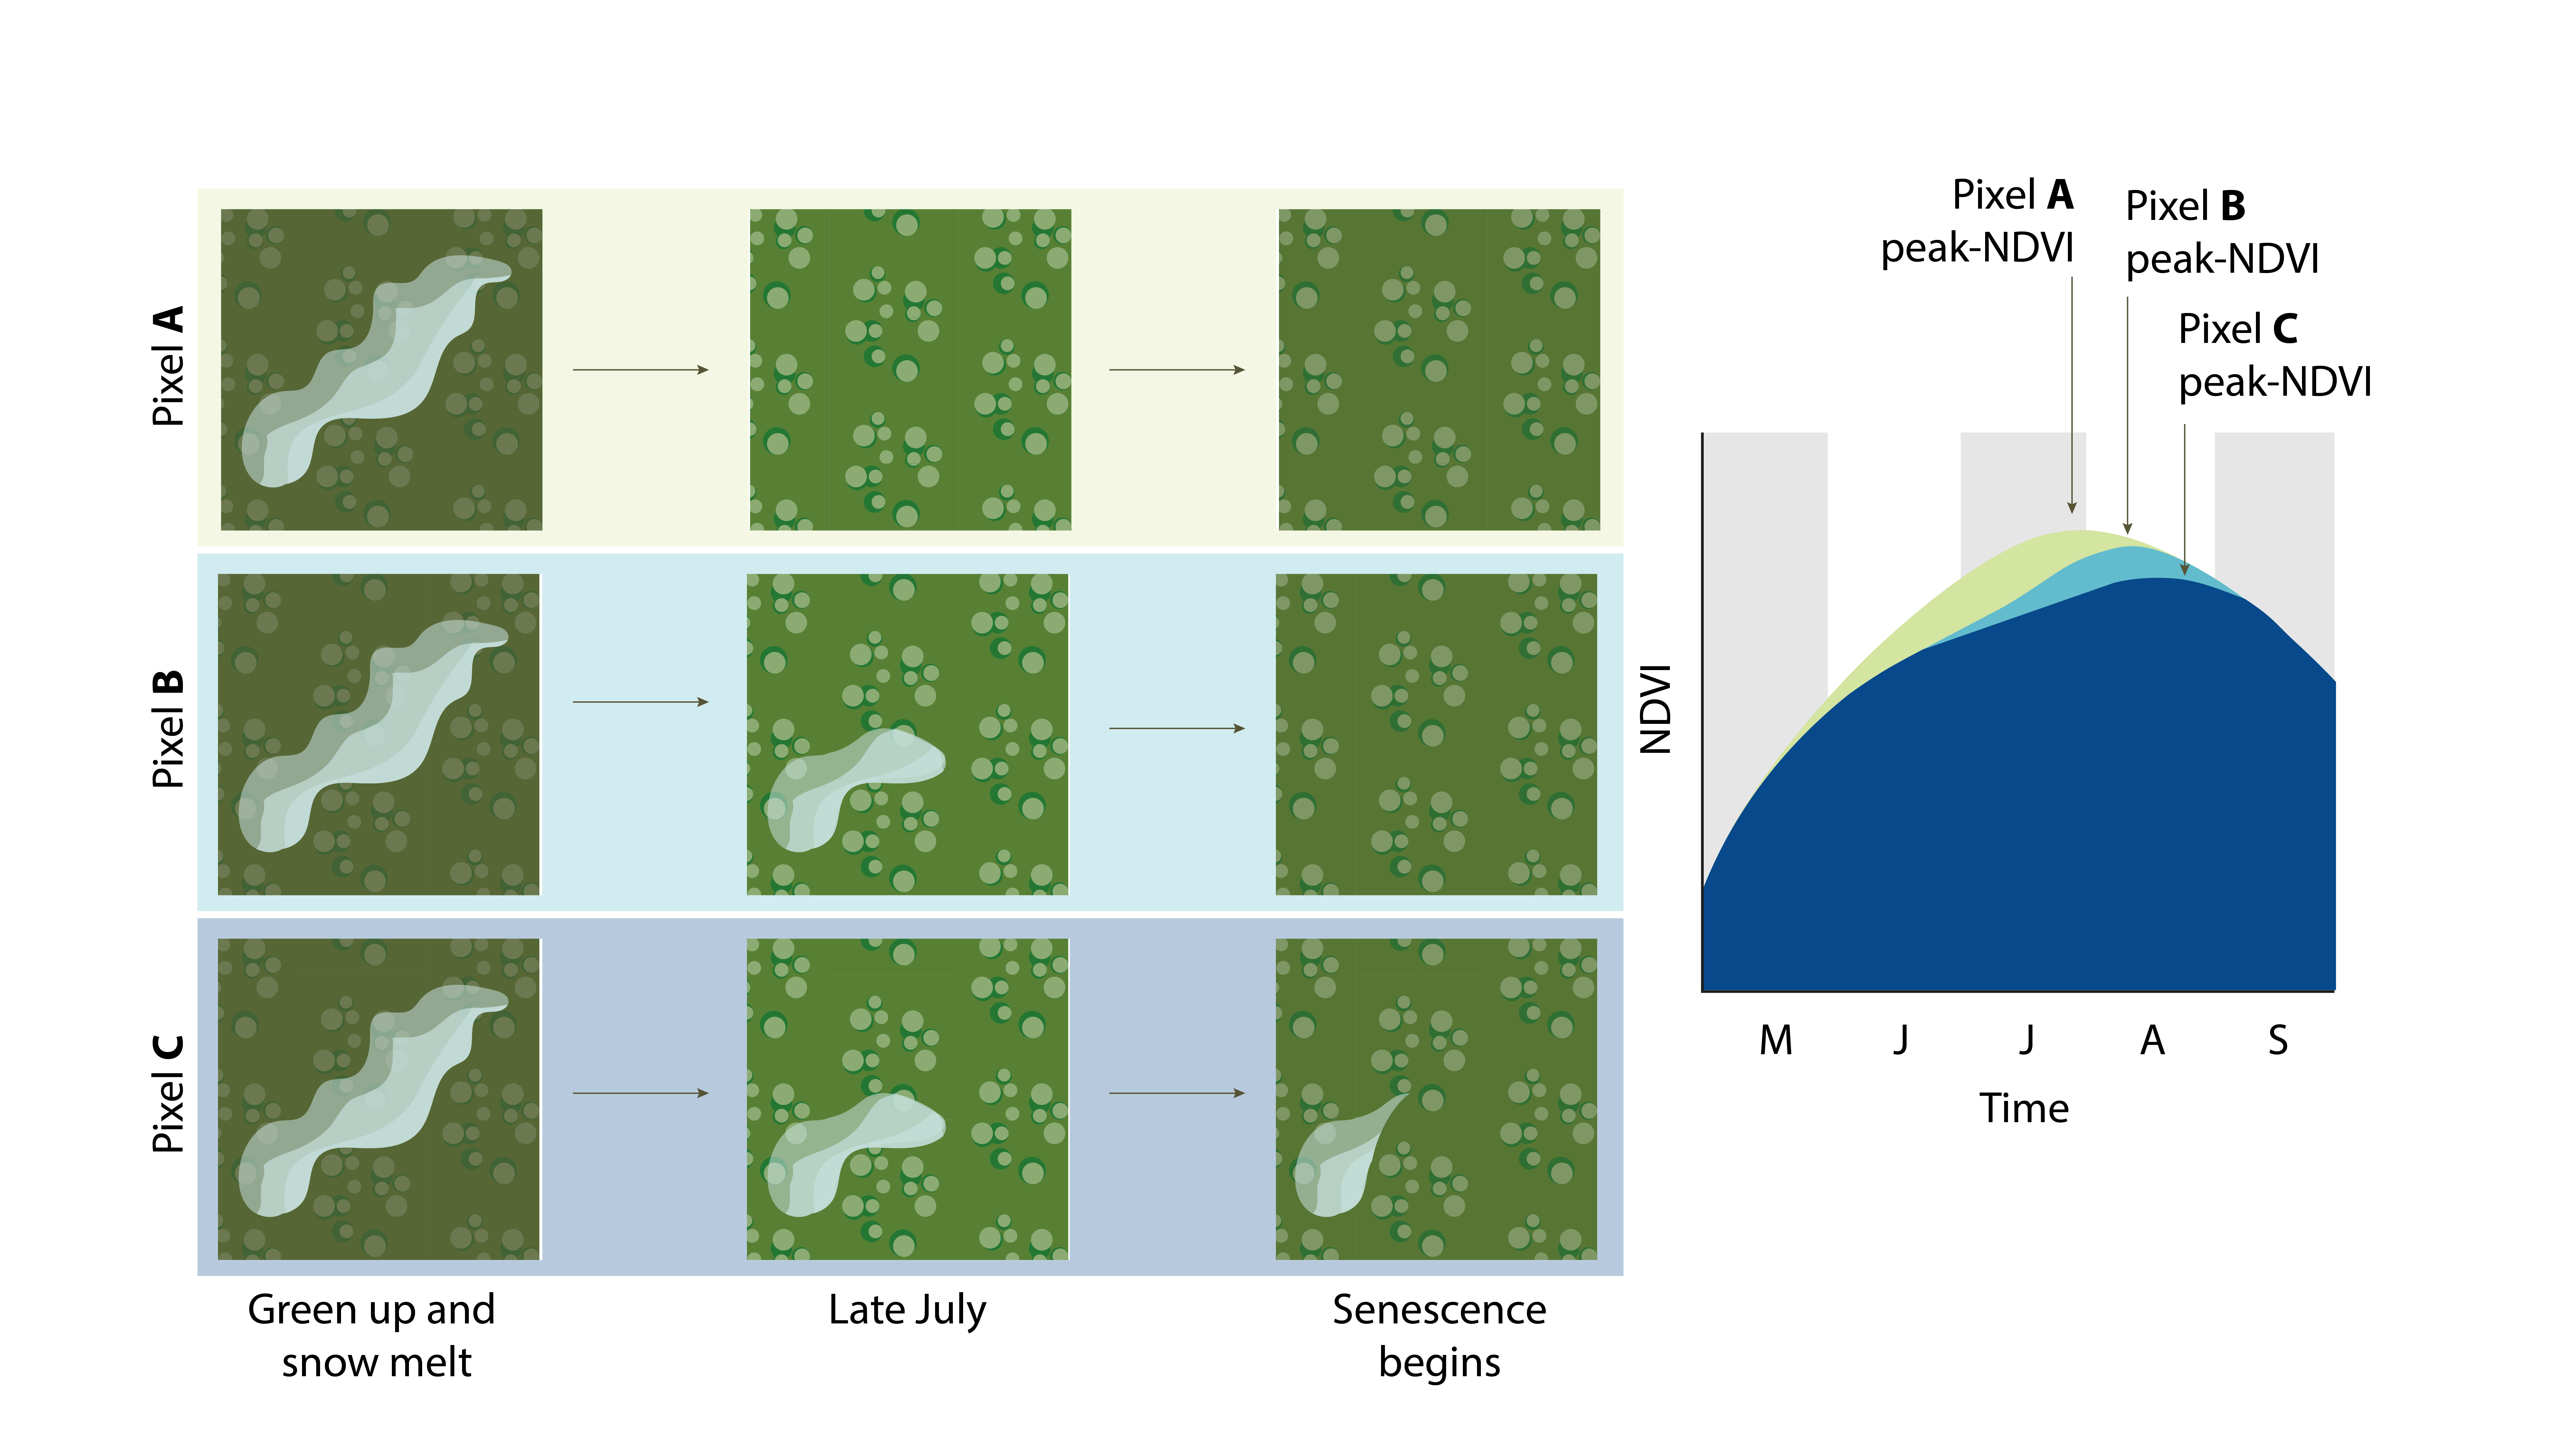 Pixel A
Pixel B
Pixel C
Green up and
snow melt
Late July
Senescence
begins
Pixel A
peak-NDVI
Pixel B
peak-NDVI
Pixel C
peak-NDVI
NDVI
M J J A S
Time